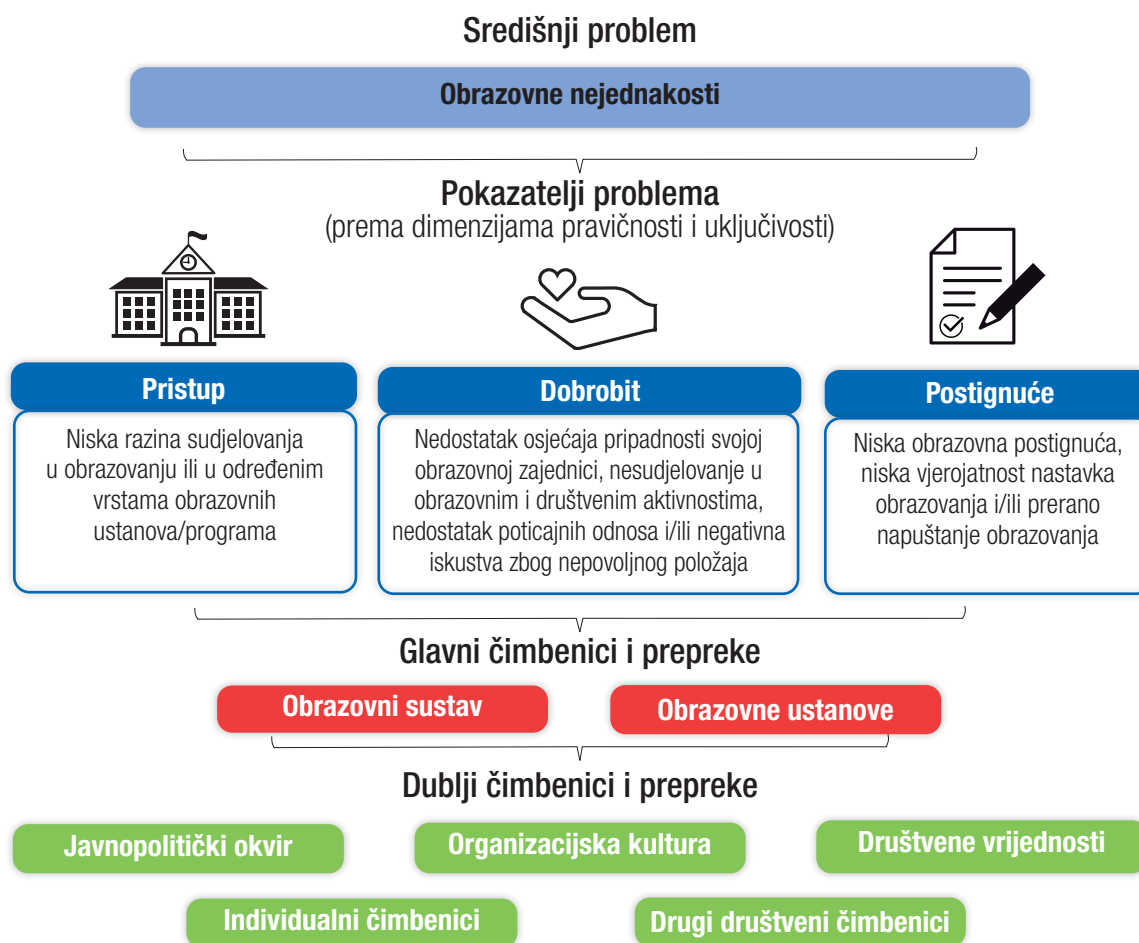 Središnji problem
Obrazovne nejednakosti
Pokazatelji problema
(prema dimenzijama pravičnosti i uključivosti)
Pristup
Niska razina sudjelovanja
u obrazovanju ili u određenim
vrstama obrazovnih
ustanova/programa
Dobrobit
Nedostatak osjećaja pripadnosti svojoj
obrazovnoj zajednici, nesudjelovanje u
obrazovnim i društvenim aktivnostima,
nedostatak poticajnih odnosa i/ili negativna
iskustva zbog nepovoljnog položaja
Postignuće
Niska obrazovna postignuća,
niska vjerojatnost nastavka
obrazovanja i/ili prerano
napuštanje obrazovanja
Glavni čimbenici i prepreke
Obrazovni sustav
Obrazovne ustanove
Dublji čimbenici i prepreke
Javnopolitički okvir
Organizacijska kultura
Društvene vrijednosti
Individualni čimbenici
Drugi društveni čimbenici